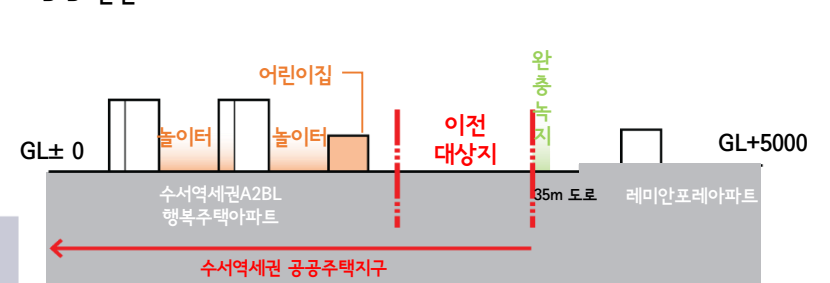 어린이집
완충녹지
놀이터
놀이터
이전
대상지
GL± 0
GL+5000
수서역세권A2BL
행복주택아파트
35m 도로
레미안포레아파트
수서역세권 공공주택지구